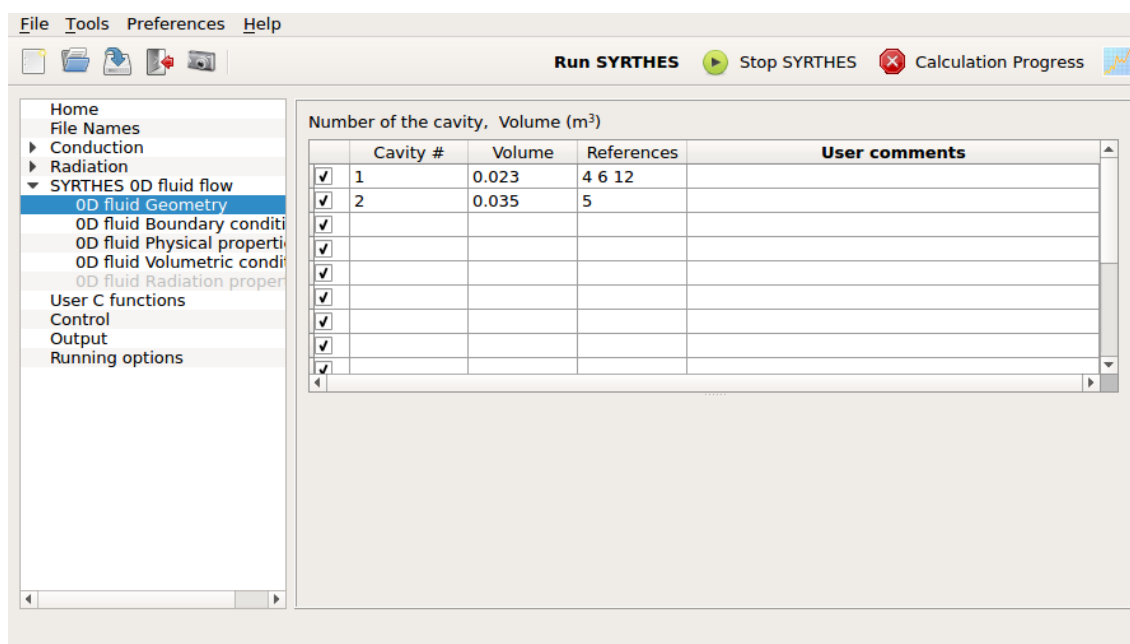 File Tools Preferences Help
Run SYRTHES Stop SYRTHES Calculation Progress
Home
File Names
Conduction
Radiation
SYRTHES 0D fluid flow
0D fluid Geometry
0D fluid Boundary conditi
0D fluid Physical properti
0D fluid Volumetric condi
0D fluid Radiation proper
User C functions
Control
Output
Running options
Number of the cavity, Volume (m³)
Cavity # Volume References User comments
1 0.023 4 6 12
2 0.035 5